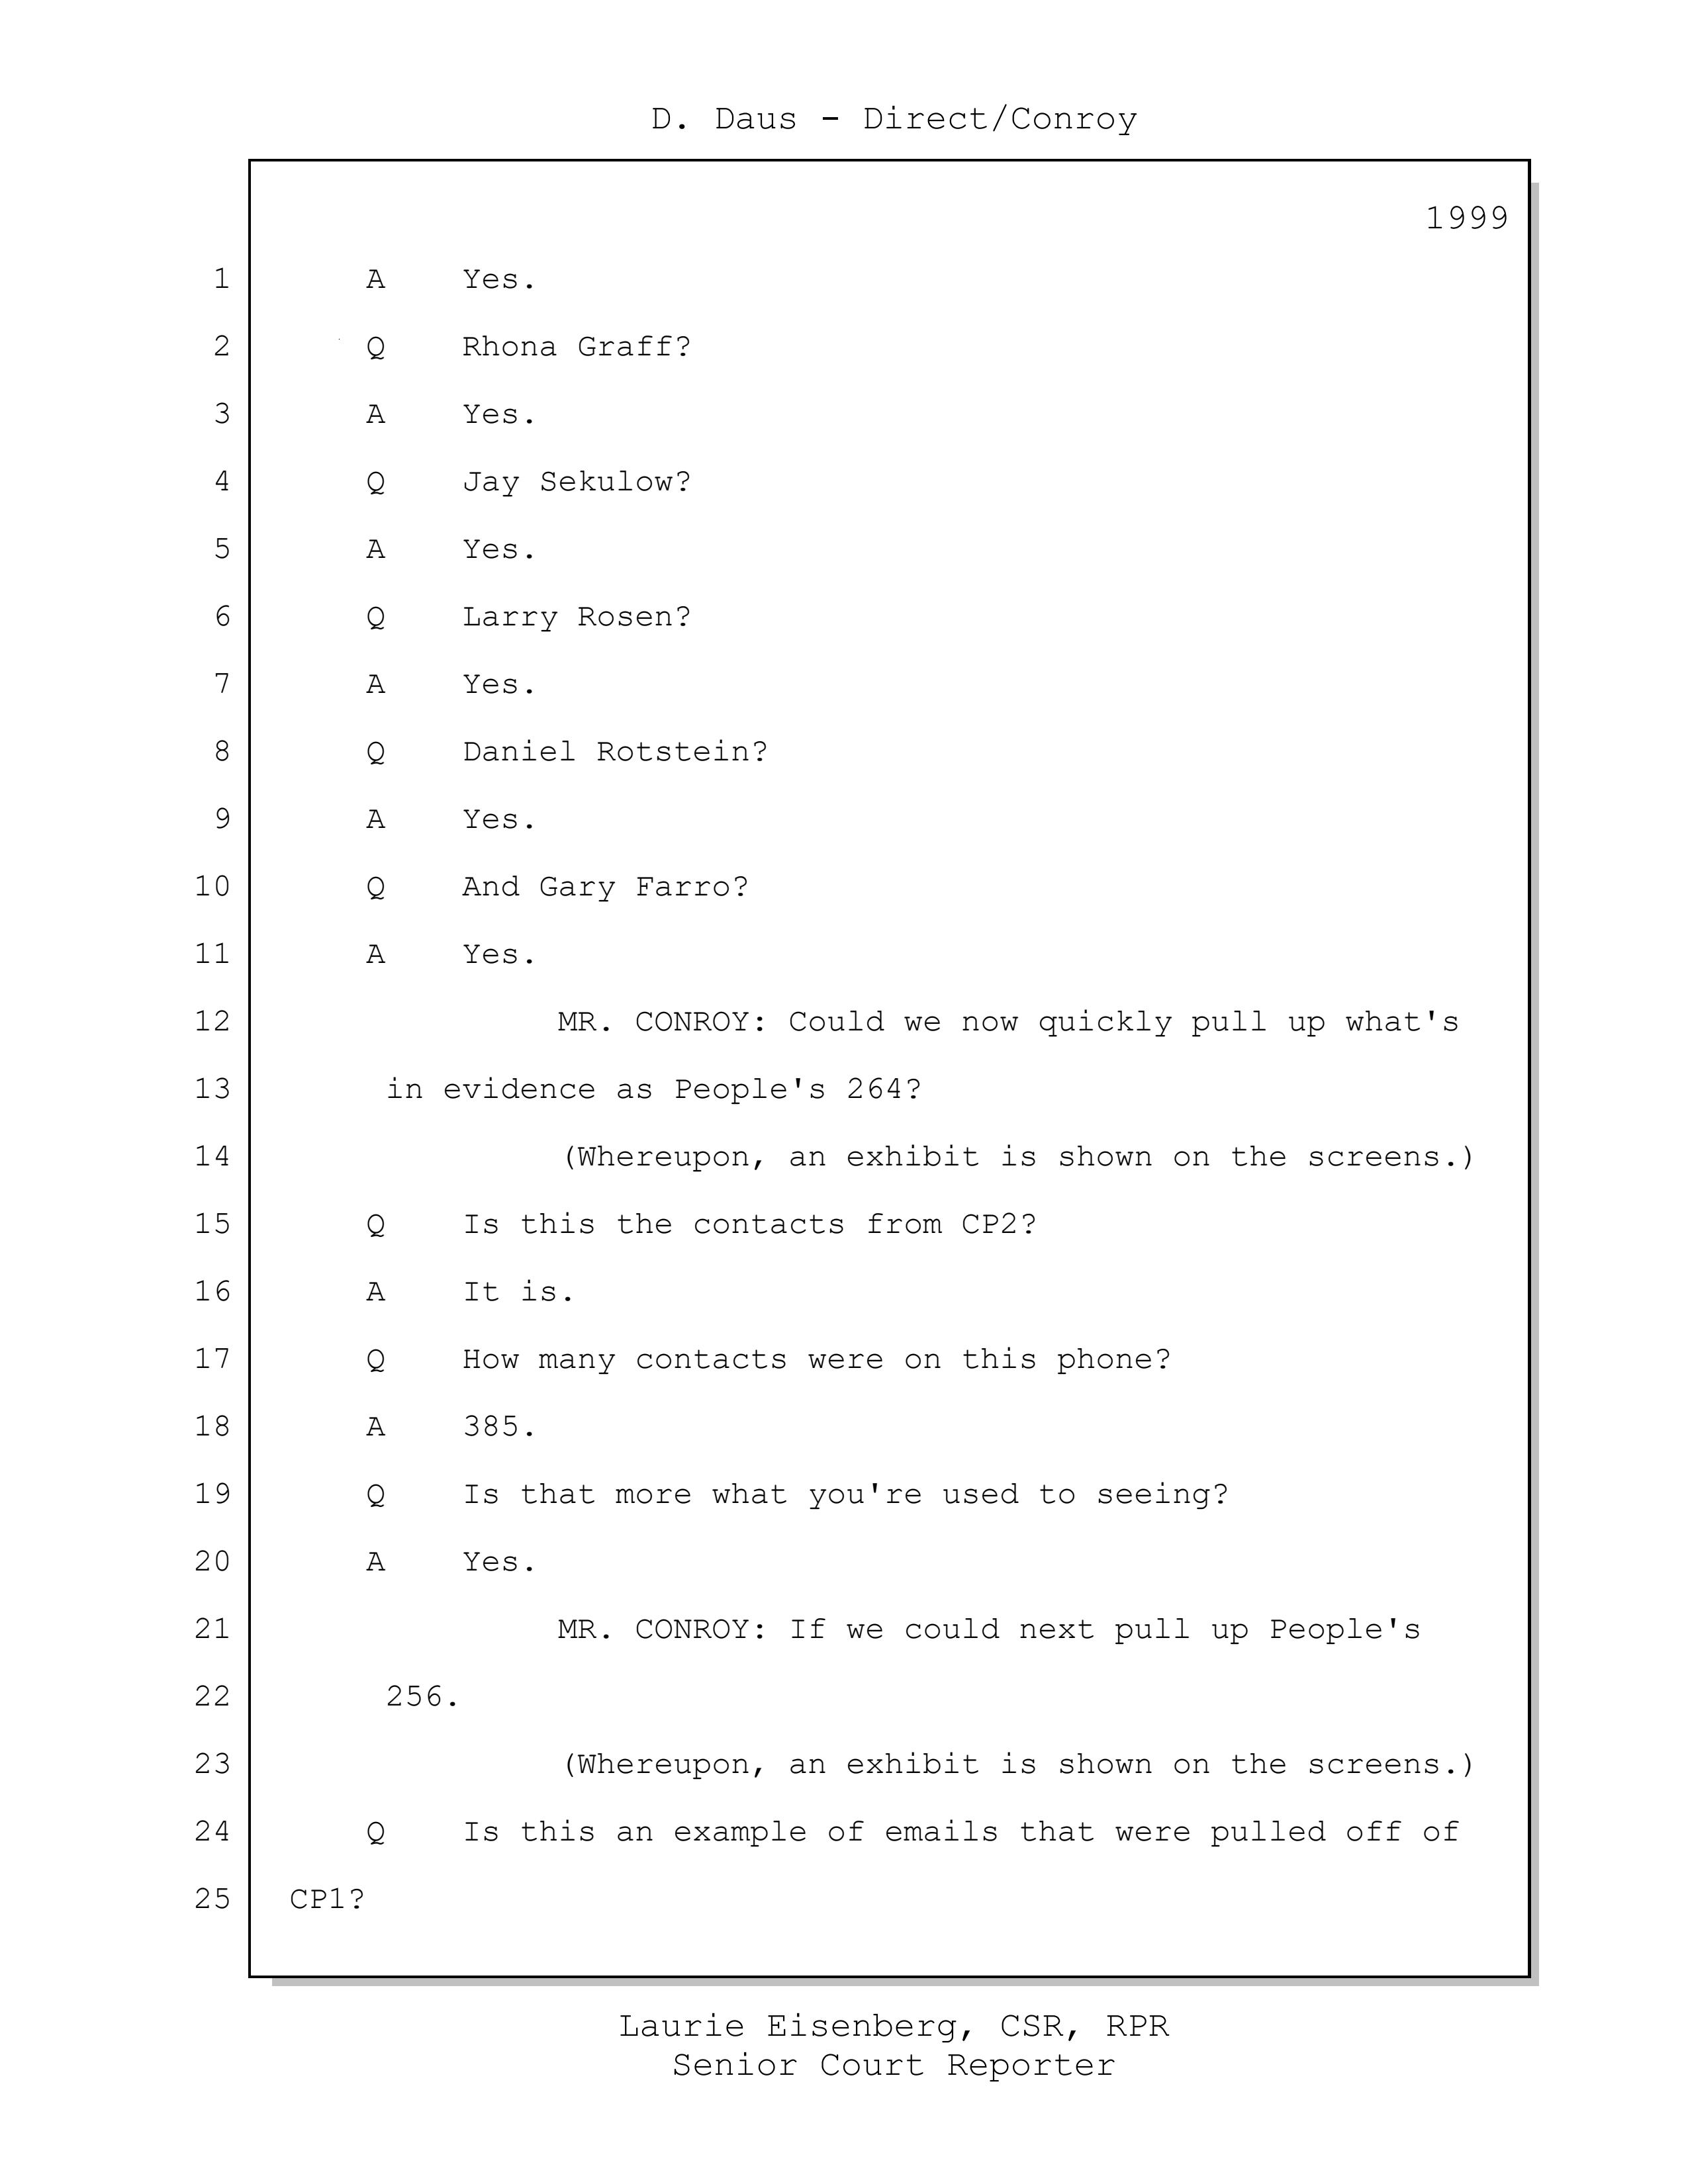 D. Daus - Direct/Conroy
1999
1 A Yes.
2 Q Rhona Graff?
3 A Yes.
4 Q Jay Sekulow?
5 A Yes.
6 Q Larry Rosen?
7 A Yes.
8 Q Daniel Rotstein?
9 A Yes.
10 Q And Gary Farro?
11 A Yes.
12 MR. CONROY: Could we now quickly pull up what's
13 in evidence as People's 264?
14 (Whereupon, an exhibit is shown on the screens.)
15 Q Is this the contacts from CP2?
16 A It is.
17 Q How many contacts were on this phone?
18 A 385.
19 Q Is that more what you're used to seeing?
20 A Yes.
21 MR. CONROY: If we could next pull up People's
22 256.
23 (Whereupon, an exhibit is shown on the screens.)
24 Q Is this an example of emails that were pulled off of
25 CP1?
Laurie Eisenberg, CSR, RPR
Senior Court Reporter